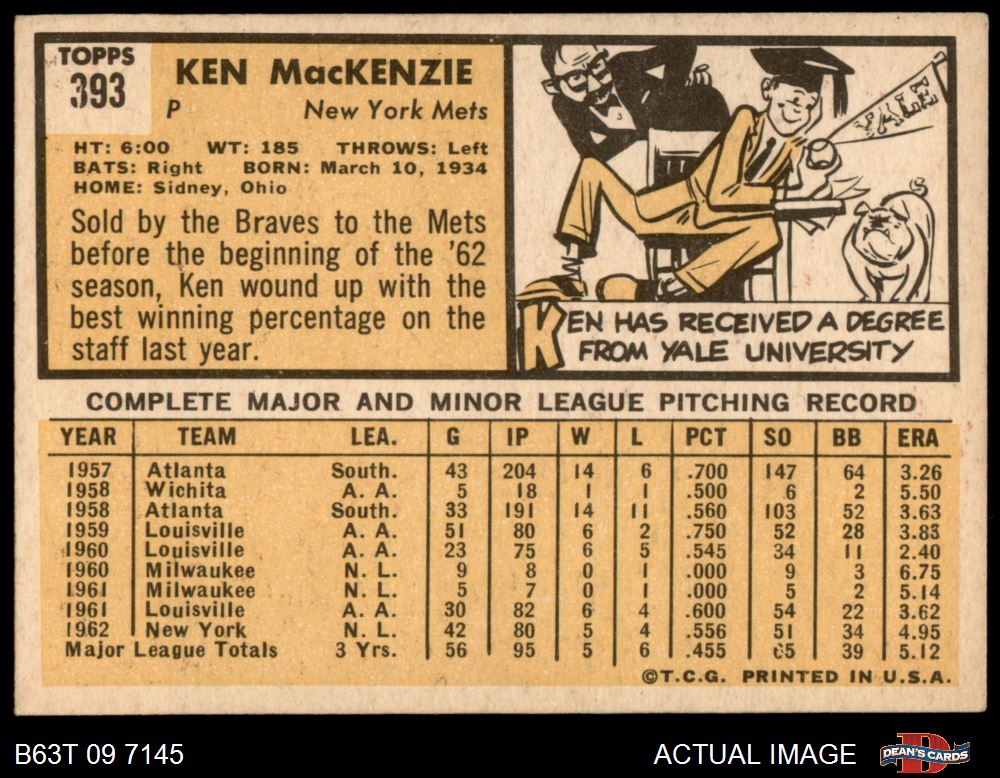 TOPPS
393
KEN MacKENZIE
P New York Mets
HT: 6:00 WT: 185 THROWS: Left
BATS: Right BORN: March 10, 1934
HOME: Sidney, Ohio
Sold by the Braves to the Mets
before the beginning of the '62
season, Ken wound up with the
best winning percentage on the
staff last year.
YALE
KEN HAS RECEIVED A DEGREE
FROM YALE UNIVERSITY
COMPLETE MAJOR AND MINOR LEAGUE PITCHING RECORD
YEAR TEAM LEA. G IP W L PCT SO BB ERA
1957 Atlanta South. 43 204 14 6 .700 147 64 3.26
1958 Wichita A. A. 5 18 1 1 .500 6 2 5.50
1958 Atlanta South. 33 191 14 11 .560 103 52 3.63
1959 Louisville A. A. 51 80 6 2 .750 52 28 3.83
1960 Louisville A. A. 23 75 6 5 .545 34 11 2.40
1960 Milwaukee N. L. 9 8 0 1 .000 9 3 6.75
1961 Milwaukee N. L. 5 7 0 1 .000 5 2 5.14
1961 Louisville A. A. 30 82 6 4 .600 54 22 3.62
1962 New York N. L. 42 80 5 4 .556 51 34 4.95
Major League Totals 3 Yrs. 56 95 5 6 .455 65 39 5.12
©T.C.G. PRINTED IN U.S.A.
B63T 09 7145 ACTUAL IMAGE DEAN'S CARDS